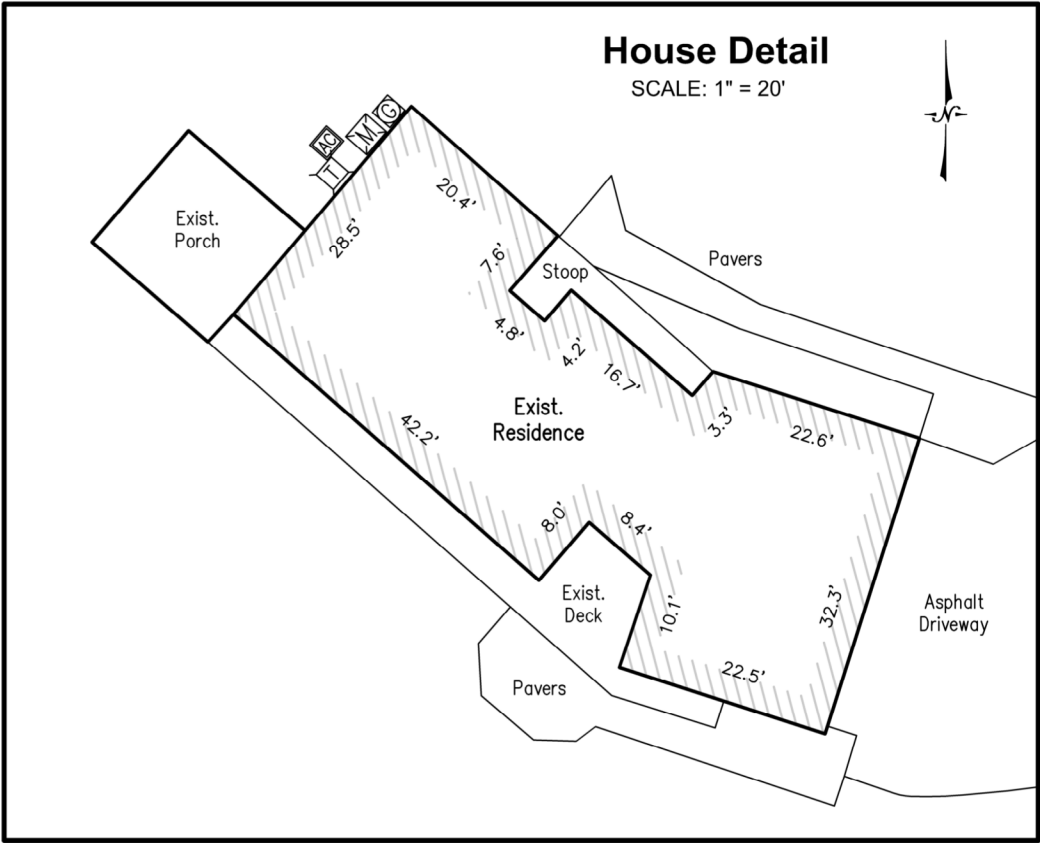 House Detail
SCALE: 1" = 20'
N
G
M
AC
T
20.4'
Exist.
Porch
28.5'
7.6'
Stoop
Pavers
4.8'
4.2'
16.7'
Exist.
Residence
3.3'
22.6'
42.2'
8.0'
8.4'
Exist.
Deck
10.1'
32.3'
Asphalt
Driveway
22.5'
Pavers